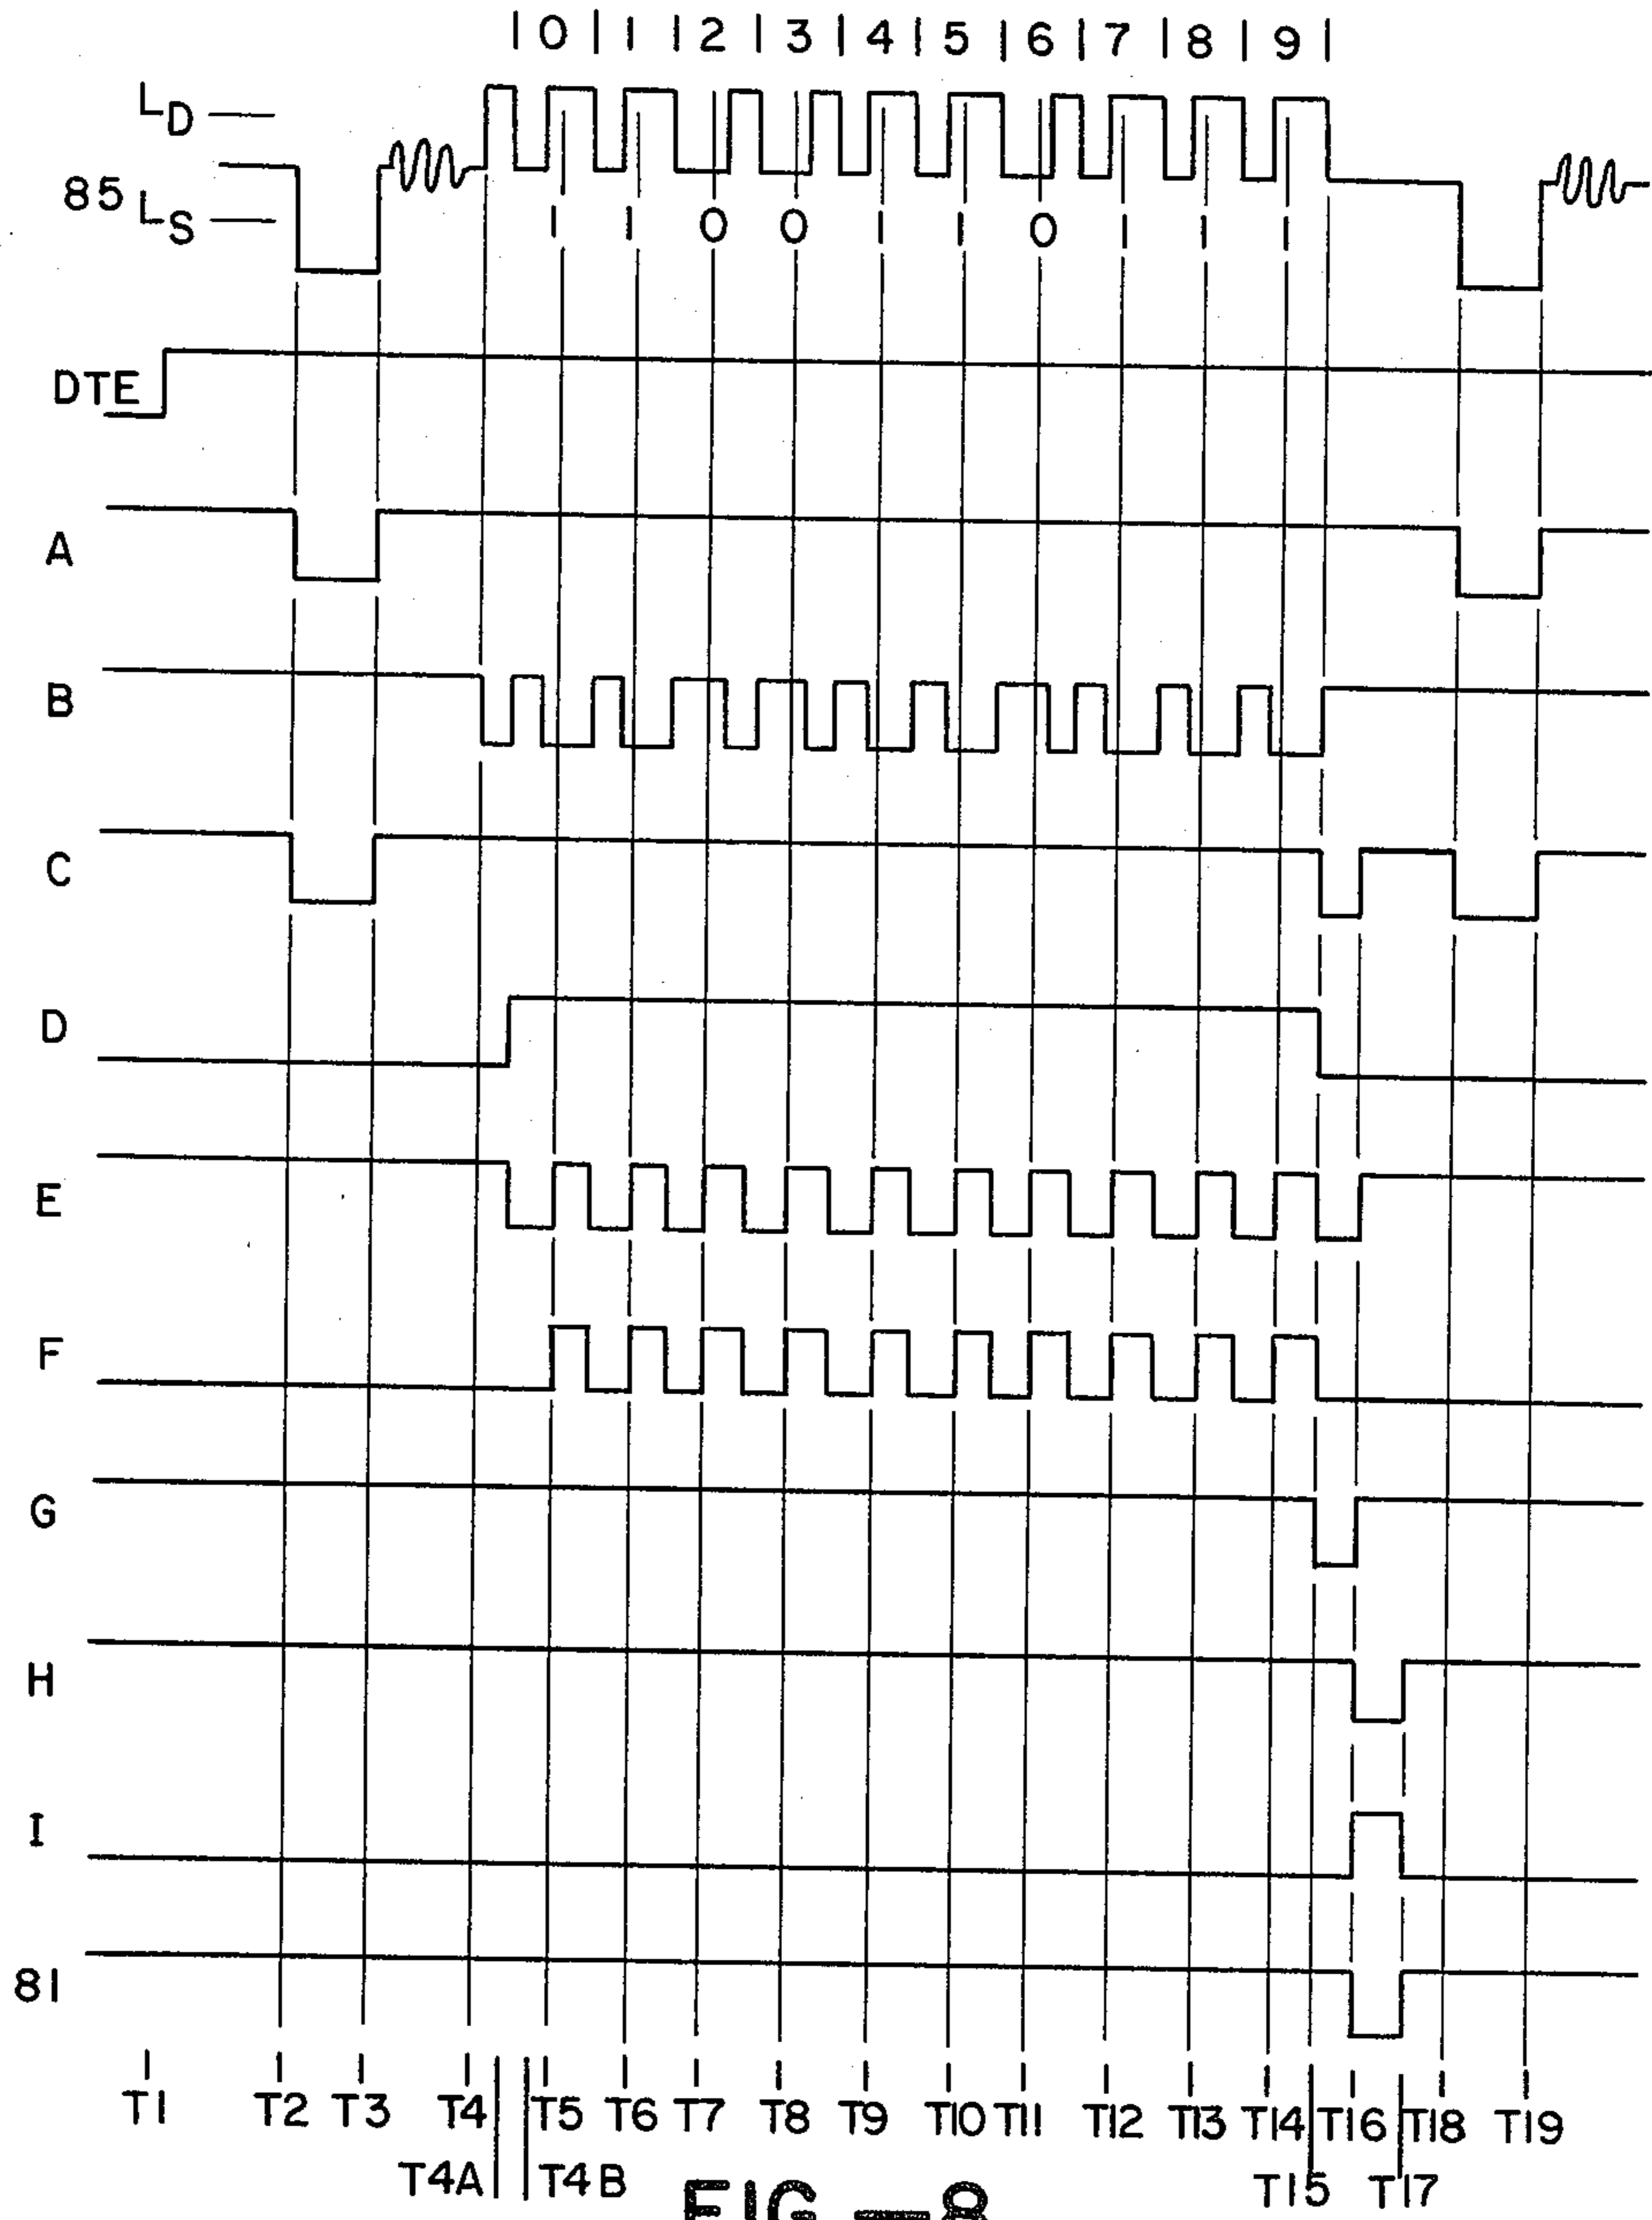 | 0 | 1 | 2 | 3 | 4 | 5 | 6 | 7 | 8 | 9 |
LD
85 LS
1 1 0 0 1 1 0 1 1 1
DTE
A
B
C
D
E
F
G
H
I
81
T1 T2 T3 T4 T5 T6 T7 T8 T9 T10 T11 T12 T13 T14 T16 T18 T19
T4A T4B T15 T17
FIG.—8